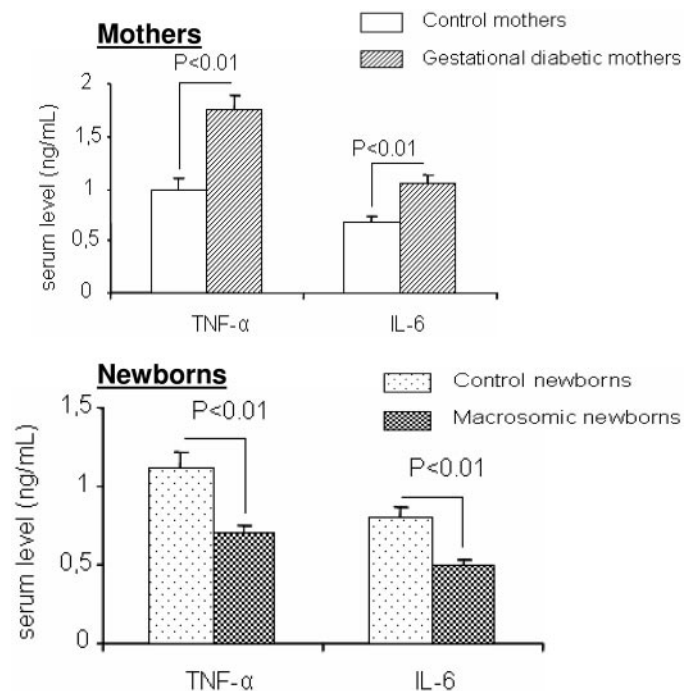 Mothers
Control mothers
Gestational diabetic mothers
P<0.01
P<0.01
serum level (ng/mL)
2
1,5
1
0,5
0
TNF-α
IL-6
Newborns
Control newborns
Macrosomic newborns
P<0.01
P<0.01
serum level (ng/mL)
1,5
1
0,5
0
TNF-α
IL-6